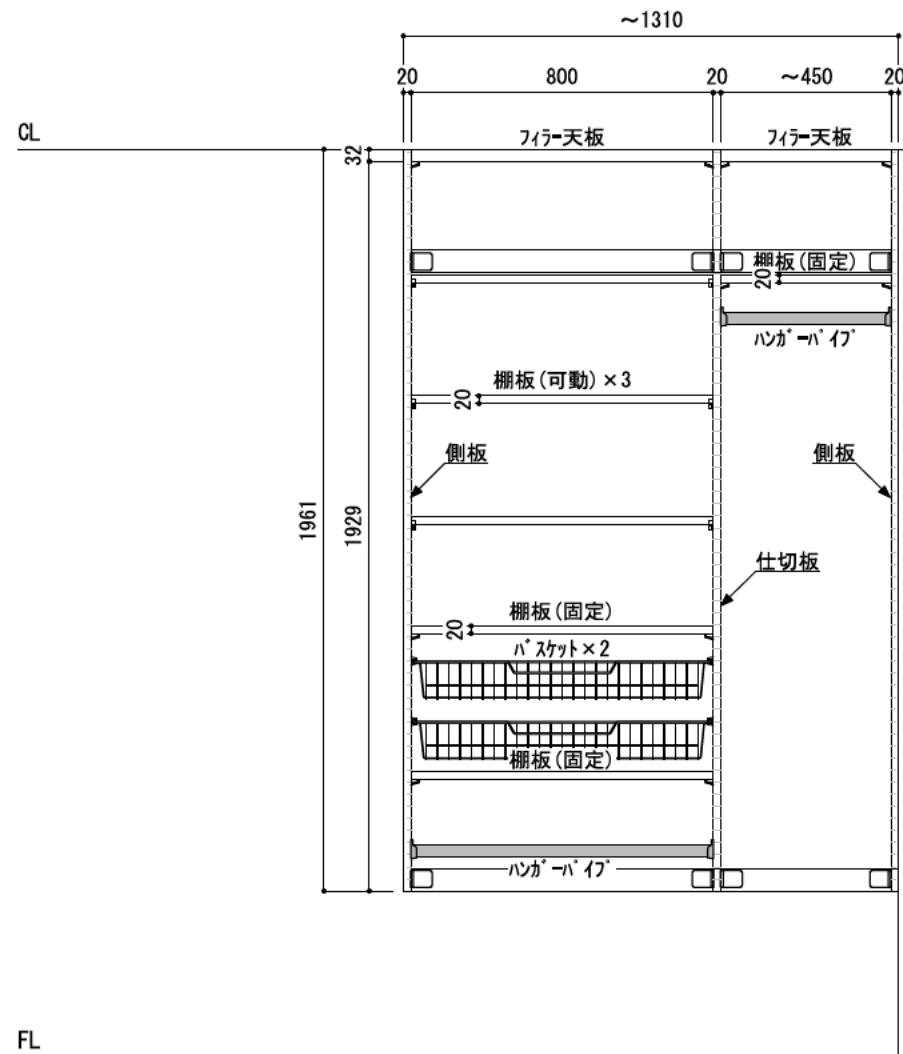 ～1310
20
800
20
～450
20
CL
ﾌｨﾗｰ天板
ﾌｨﾗｰ天板
32
棚板(固定)
20
ﾊﾝｶﾞｰﾊﾟｲﾌﾟ
棚板(可動)×3
20
側板
側板
1961
1929
仕切板
棚板(固定)
20
ﾊﾞｽｹｯﾄ×2
棚板(固定)
ﾊﾝｶﾞｰﾊﾟｲﾌﾟ
FL